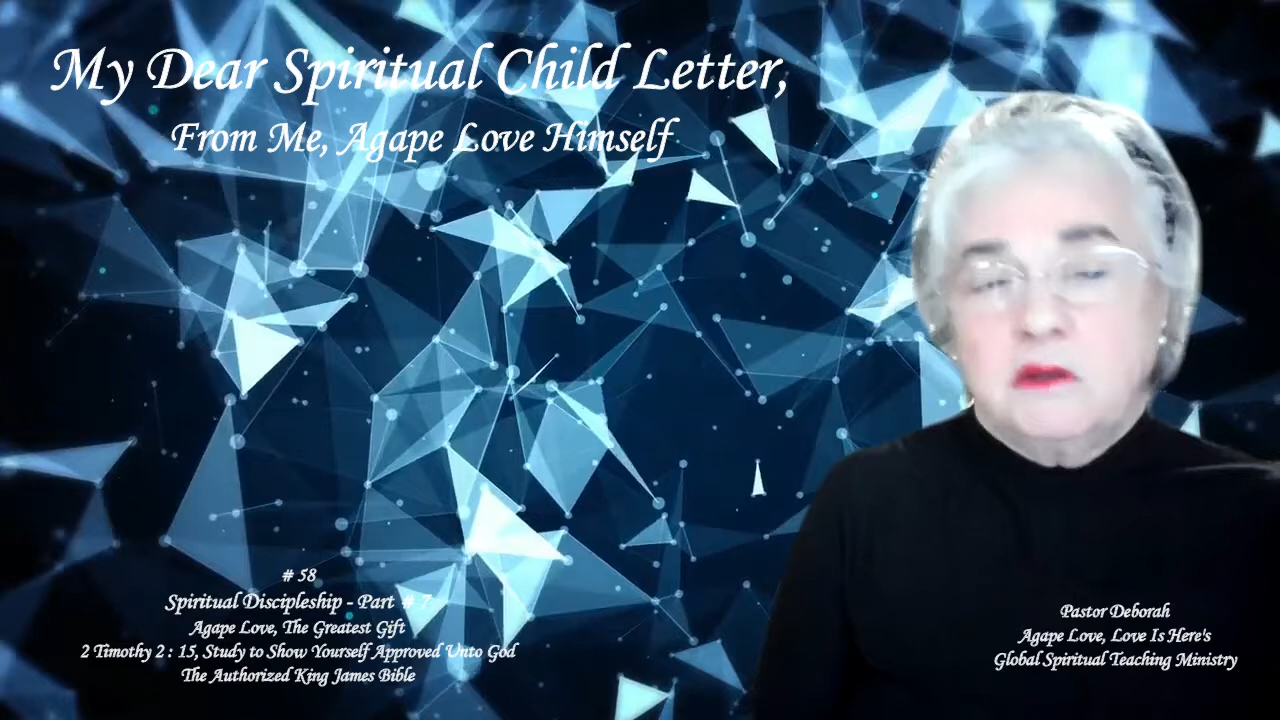 My Dear Spiritual Child Letter,
From Me, Agape Love Himself
# 58
Spiritual Discipleship - Part # 7
Agape Love, The Greatest Gift
2 Timothy 2 : 15, Study to Show Yourself Approved Unto God
The Authorized King James Bible
Pastor Deborah
Agape Love, Love Is Here's
Global Spiritual Teaching Ministry